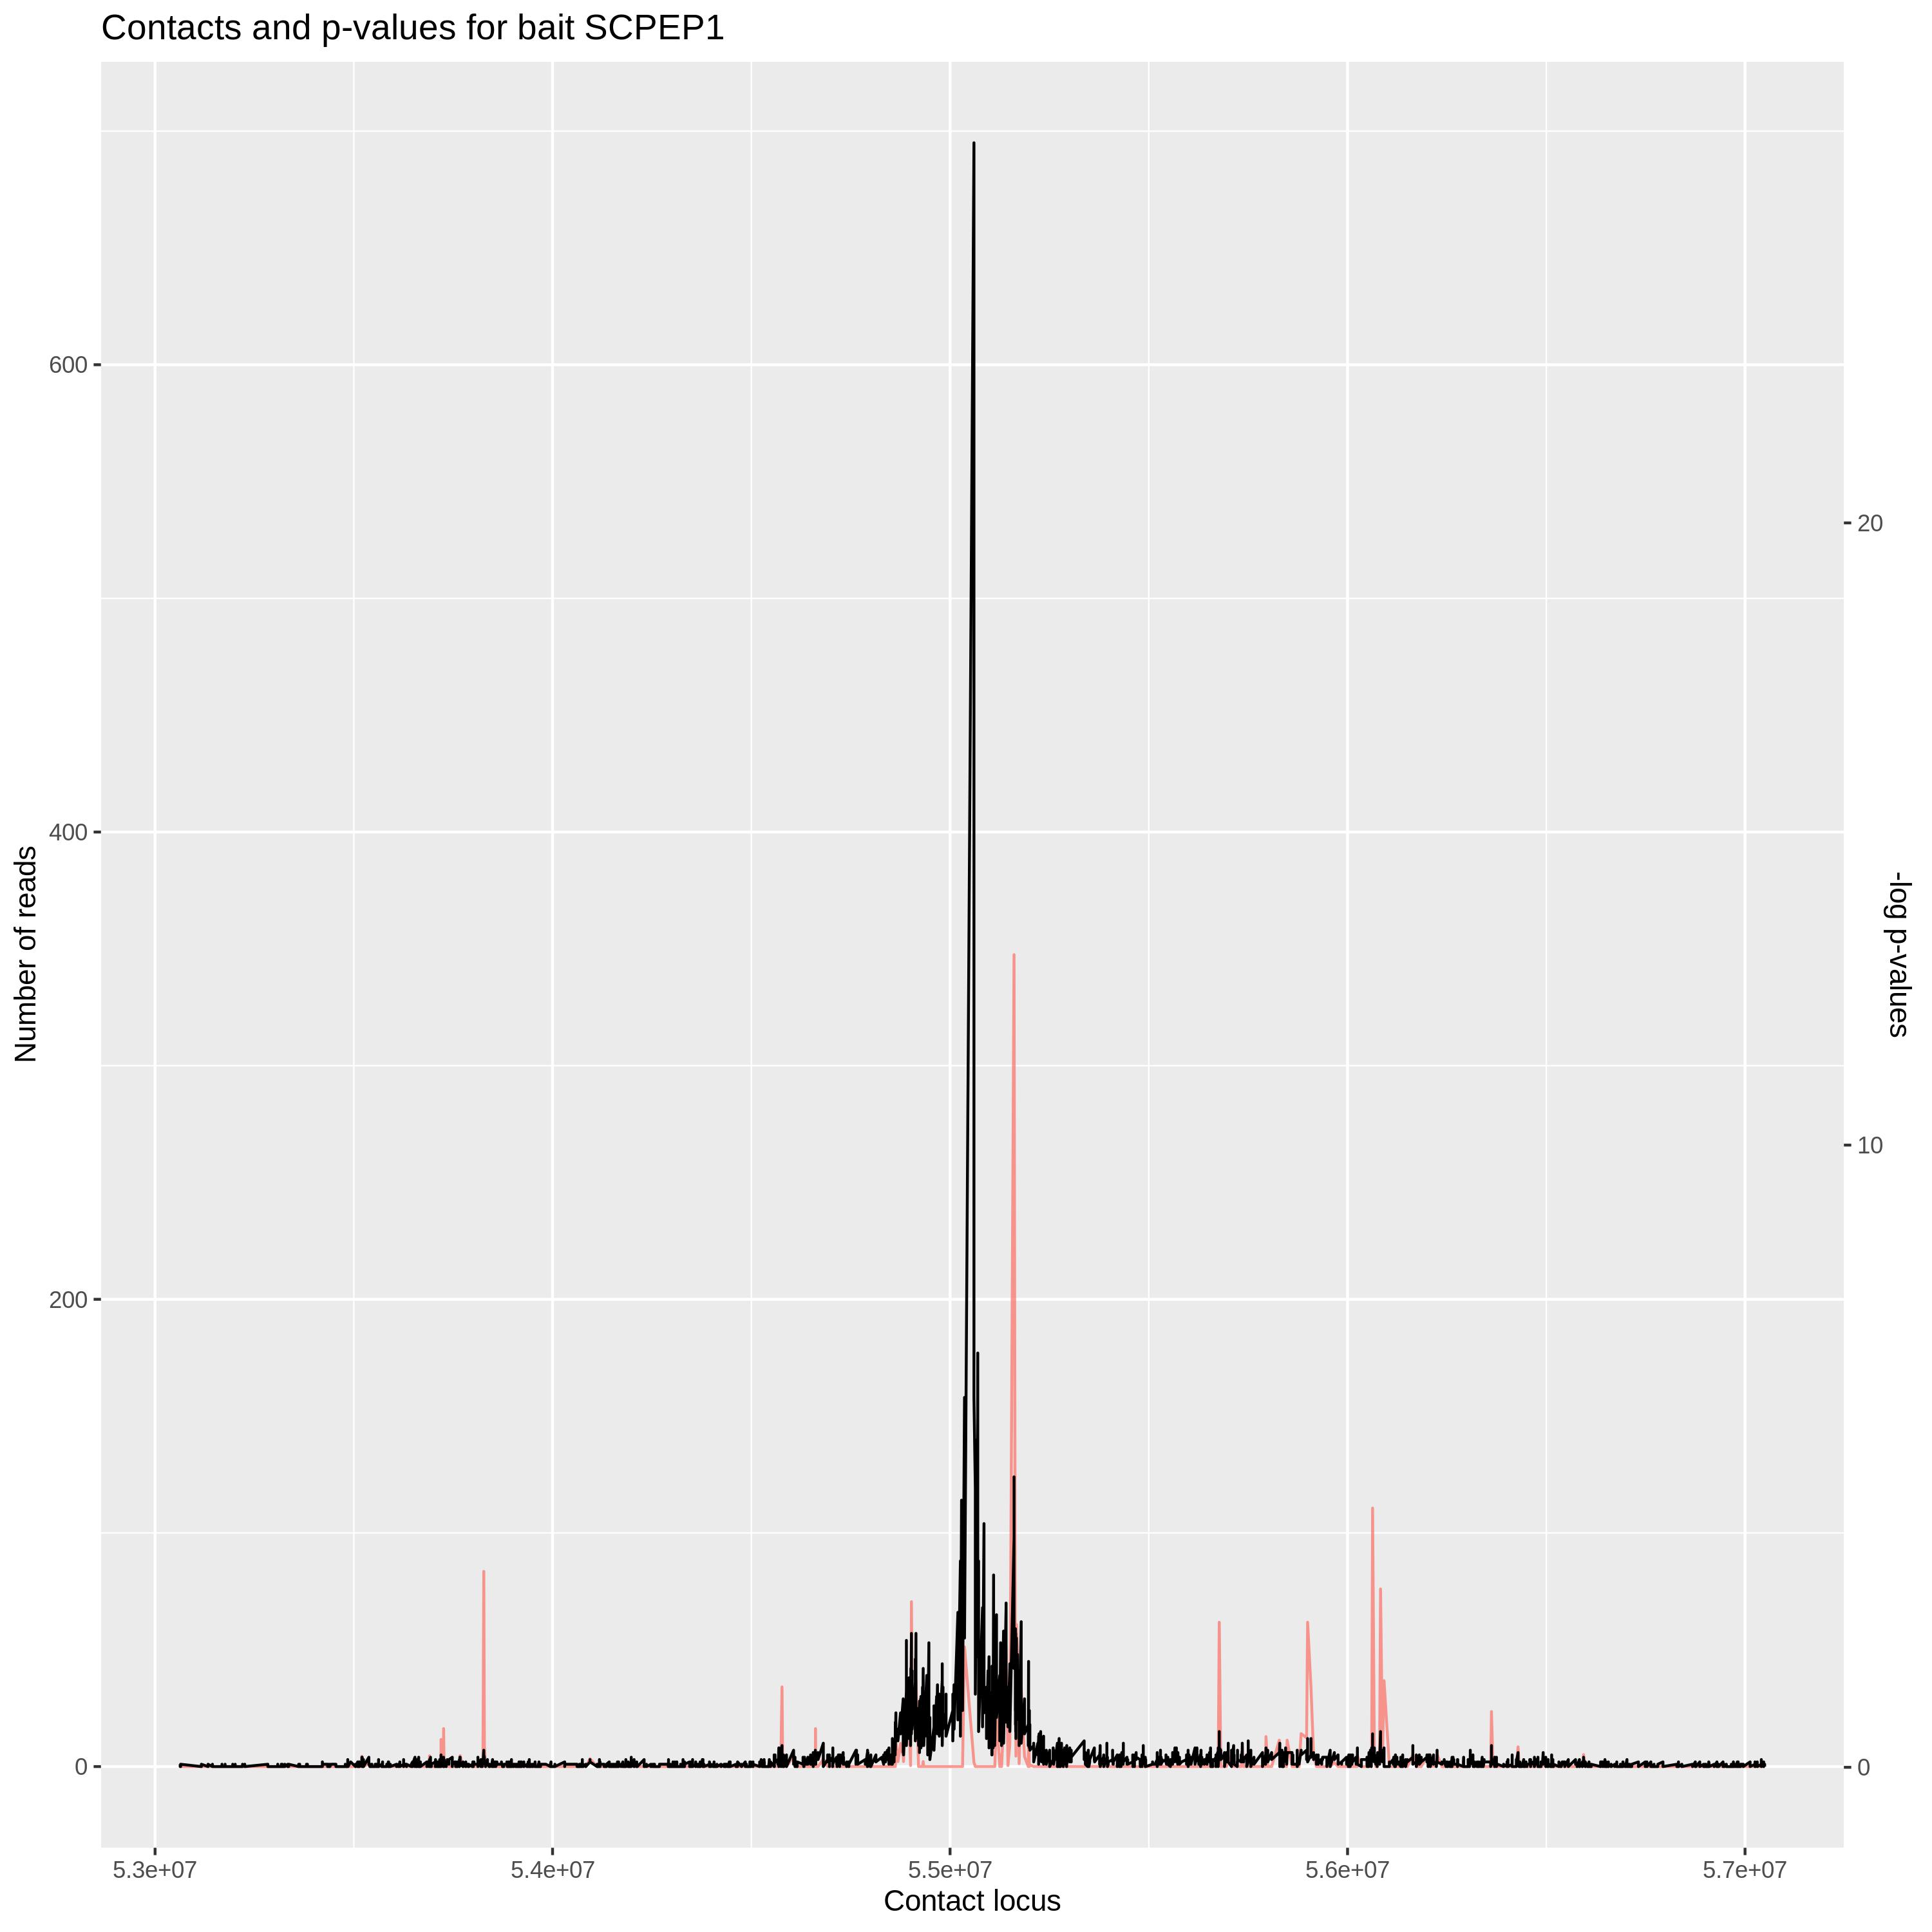 Contacts and p-values for bait SCPEP1
600
400
200
0
Number of reads
20
10
0
-log p-values
5.3e+07
5.4e+07
5.5e+07
5.6e+07
5.7e+07
Contact locus